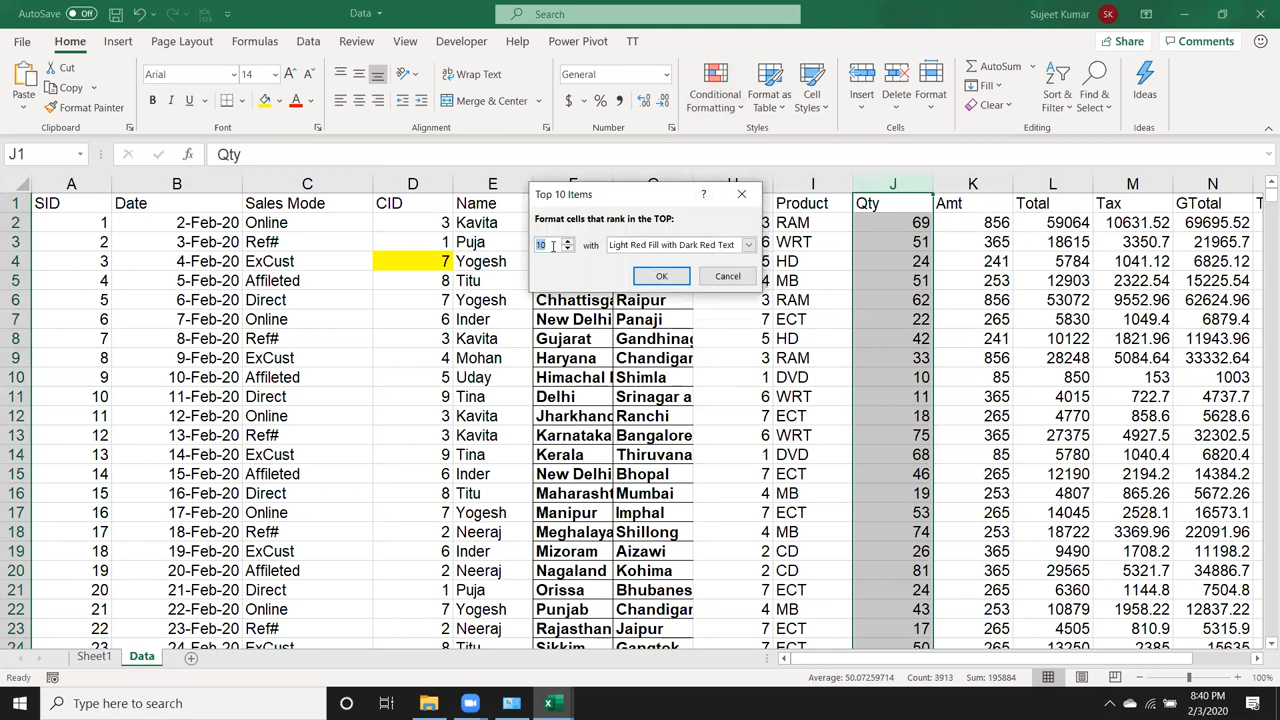 AutoSave Off Data Search Sujeet Kumar SK
File Home Insert Page Layout Formulas Data Review View Developer Help Power Pivot TT Share Comments
Paste Cut Copy Format Painter Clipboard
Arial 14 A A B I U A Font
Wrap Text Merge & Center Alignment
General $ % , Number
Conditional Formatting Format as Table Cell Styles Styles
Insert Delete Format Cells
AutoSum Fill Clear Sort & Filter Find & Select Editing
Ideas Ideas
J1 fx Qty
A B C D E I J K L M N
1 SID Date Sales Mode CID Name Product Qty Amt Total Tax GTotal
2 1 2-Feb-20 Online 3 Kavita 3 RAM 69 856 59064 10631.52 69695.52
3 2 3-Feb-20 Ref# 1 Puja 6 WRT 51 365 18615 3350.7 21965.7
4 3 4-Feb-20 ExCust 7 Yogesh 5 HD 24 241 5784 1041.12 6825.12
5 4 5-Feb-20 Affileted 8 Titu 4 MB 51 253 12903 2322.54 15225.54
6 5 6-Feb-20 Direct 7 Yogesh Chhattisga Raipur 3 RAM 62 856 53072 9552.96 62624.96
7 6 7-Feb-20 Online 6 Inder New Delhi Panaji 7 ECT 22 265 5830 1049.4 6879.4
8 7 8-Feb-20 Ref# 3 Kavita Gujarat Gandhinag 5 HD 42 241 10122 1821.96 11943.96
9 8 9-Feb-20 ExCust 4 Mohan Haryana Chandigar 3 RAM 33 856 28248 5084.64 33332.64
10 9 10-Feb-20 Affileted 5 Uday Himachal Shimla 1 DVD 10 85 850 153 1003
11 10 11-Feb-20 Direct 9 Tina Delhi Srinagar a 6 WRT 11 365 4015 722.7 4737.7
12 11 12-Feb-20 Online 3 Kavita Jharkhand Ranchi 7 ECT 18 265 4770 858.6 5628.6
13 12 13-Feb-20 Ref# 3 Kavita Karnataka Bangalore 6 WRT 75 365 27375 4927.5 32302.5
14 13 14-Feb-20 ExCust 9 Tina Kerala Thiruvana 1 DVD 68 85 5780 1040.4 6820.4
15 14 15-Feb-20 Affileted 6 Inder New Delhi Bhopal 7 ECT 46 265 12190 2194.2 14384.2
16 15 16-Feb-20 Direct 8 Titu Maharasht Mumbai 4 MB 19 253 4807 865.26 5672.26
17 16 17-Feb-20 Online 7 Yogesh Manipur Imphal 7 ECT 53 265 14045 2528.1 16573.1
18 17 18-Feb-20 Ref# 2 Neeraj Meghalaya Shillong 4 MB 74 253 18722 3369.96 22091.96
19 18 19-Feb-20 ExCust 6 Inder Mizoram Aizawi 2 CD 26 365 9490 1708.2 11198.2
20 19 20-Feb-20 Affileted 2 Neeraj Nagaland Kohima 2 CD 81 365 29565 5321.7 34886.7
21 20 21-Feb-20 Direct 1 Puja Orissa Bhubanes 7 ECT 24 265 6360 1144.8 7504.8
22 21 22-Feb-20 Online 7 Yogesh Punjab Chandigar 4 MB 43 253 10879 1958.22 12837.22
23 22 23-Feb-20 Ref# 2 Neeraj Rajasthan Jaipur 7 ECT 17 265 4505 810.9 5315.9
24 23 24-Feb-20 ExCust 6 Inder Sikkim Gangtok 7 ECT 50 265 13250 2385 15635
Top 10 Items ?
Format cells that rank in the TOP:
10 with Light Red Fill with Dark Red Text
OK Cancel
Sheet1 Data
Ready Average: 50.07259714 Count: 3913 Sum: 195884 100%
Type here to search
8:40 PM
2/3/2020